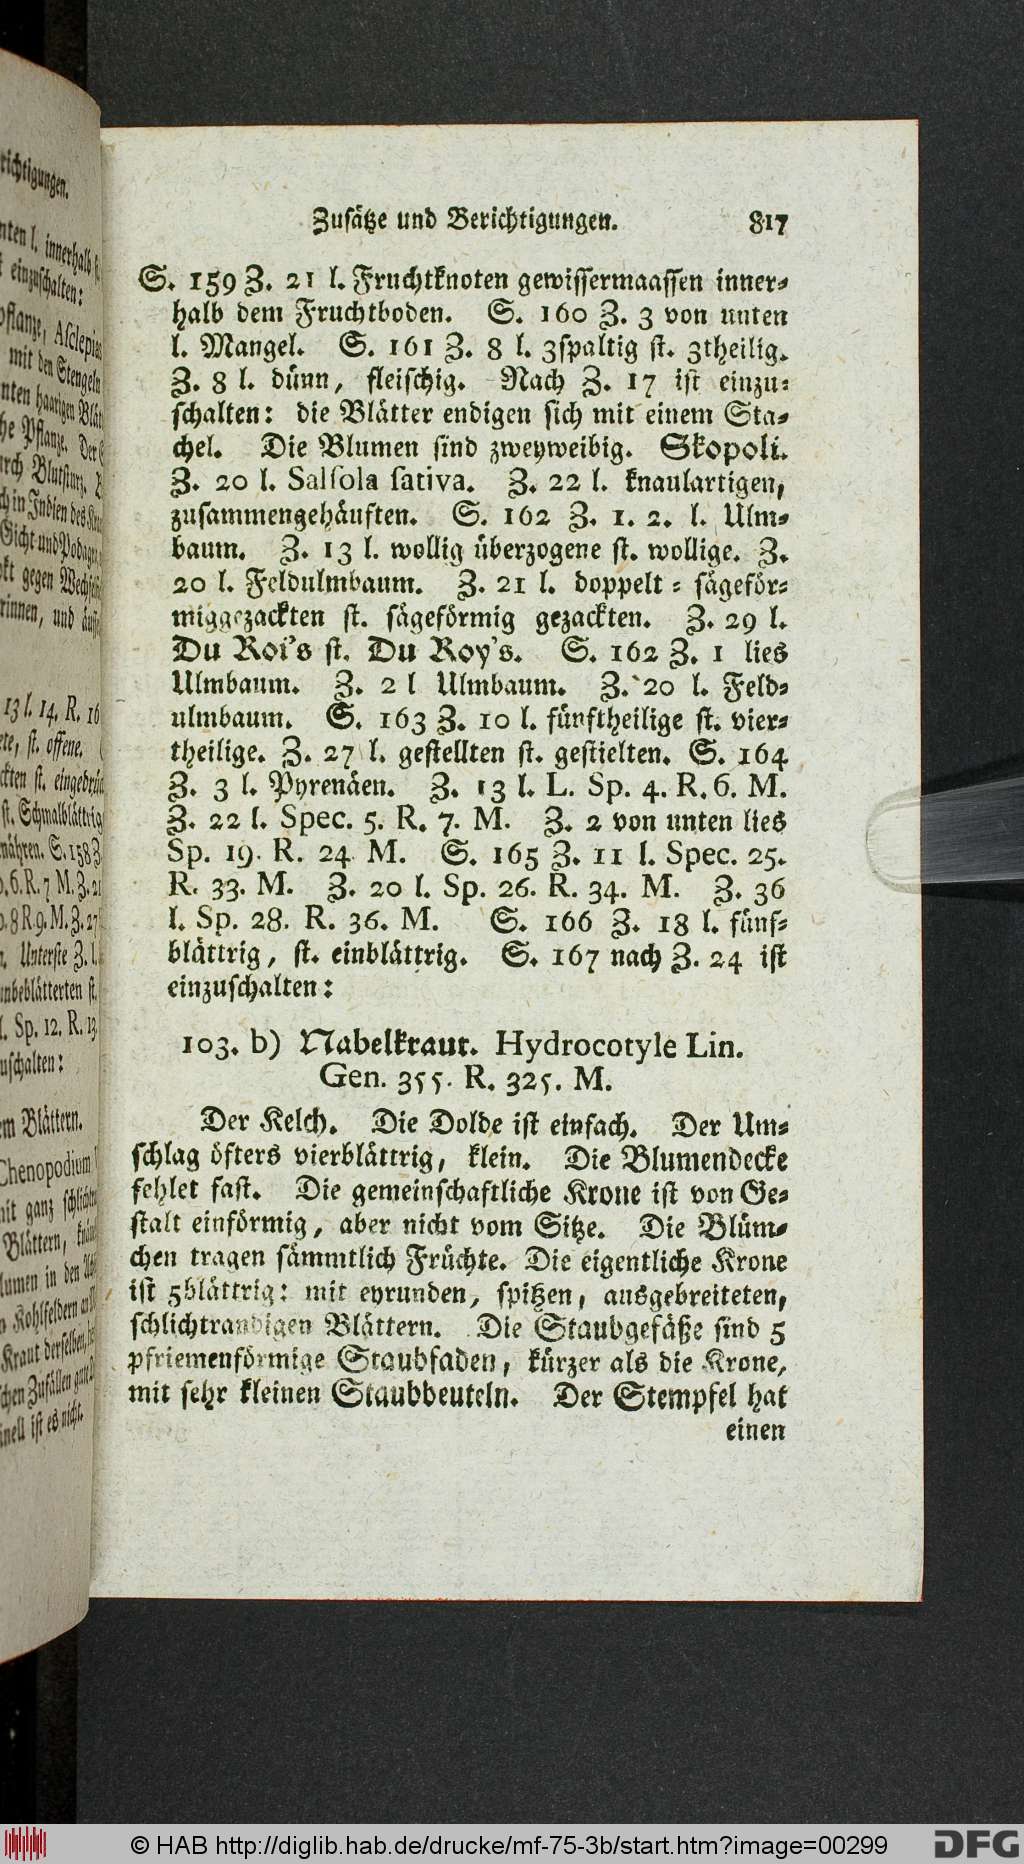 Zusätze und Berichtigungen. 817
S. 159 Z. 21 l. Fruchtknoten gewissermaassen inner-
halb dem Fruchtboden. S. 160 Z. 3 von unten
l. Mangel. S. 161 Z. 8 l. 3spaltig st. 3theilig.
Z. 8 l. dünn, fleischig. Nach Z. 17 ist einzu-
schalten: die Blätter endigen sich mit einem Sta-
chel. Die Blumen sind zweyweibig. Skopoli.
Z. 20 l. Salsola sativa. Z. 22 l. knaulartigen,
zusammengehäuften. S. 162 Z. 1. 2. l. Ulm-
baum. Z. 13 l. wollig überzogene st. wollige. Z.
20 l. Feldulmbaum. Z. 21 l. doppelt-sägeför-
miggezackten st. sägeförmig gezackten. Z. 29 l.
Du Roi's st. Du Roy's. S. 162 Z. 1 lies
Ulmbaum. Z. 2 l Ulmbaum. Z. 20 l. Feld-
ulmbaum. S. 163 Z. 10 l. fünftheilige st. vier-
theilige. Z. 27 l. gestellten st. gestielten. S. 164
Z. 3 l. Pyrenäen. Z. 13 l. L. Sp. 4. R. 6. M.
Z. 22 l. Spec. 5. R. 7. M. Z. 2 von unten lies
Sp. 19. R. 24 M. S. 165 Z. 11 l. Spec. 25.
R. 33. M. Z. 20 l. Sp. 26. R. 34. M. Z. 36
l. Sp. 28. R. 36. M. S. 166 Z. 18 l. fünf-
blättrig, st. einblättrig. S. 167 nach Z. 24 ist
einzuschalten:
103. b) Nabelkraut. Hydrocotyle Lin.
Gen. 355. R. 325. M.
Der Kelch. Die Dolde ist einfach. Der Um-
schlag öfters vierblättrig, klein. Die Blumendecke
fehlet fast. Die gemeinschaftliche Krone ist von Ge-
stalt einförmig, aber nicht vom Sitze. Die Blüm-
chen tragen sämmtlich Früchte. Die eigentliche Krone
ist 5blättrig: mit eyrunden, spitzen, ausgebreiteten,
schlichtrandigen Blättern. Die Staubgefäße sind 5
pfriemenförmige Staubfaden, kürzer als die Krone,
mit sehr kleinen Staubbeuteln. Der Stempfel hat
einen
© HAB http://diglib.hab.de/drucke/mf-75-3b/start.htm?image=00299
DFG